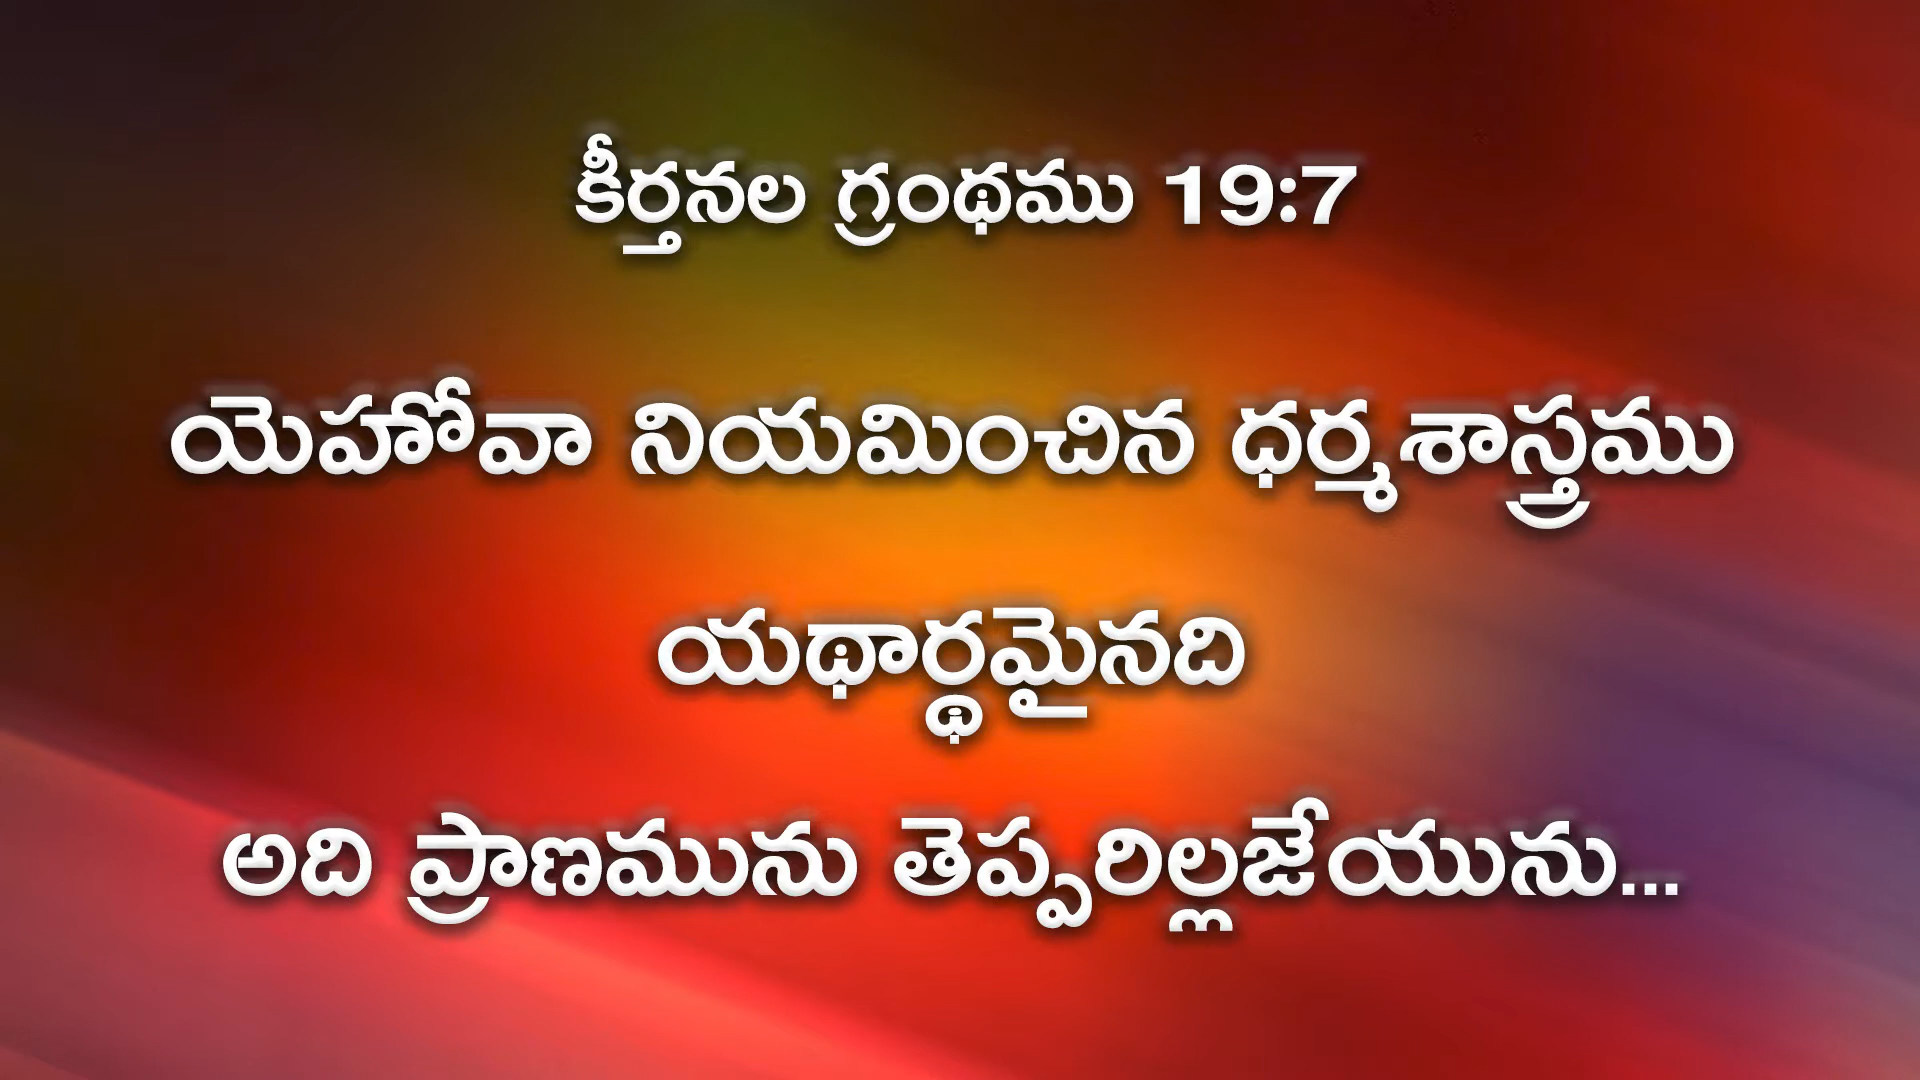 కీర్తనల గ్రంథము 19:7
యెహోవా నియమించిన ధర్మశాస్త్రము
యథార్థమైనది
అది ప్రాణమును తెప్పరిల్లజేయును...